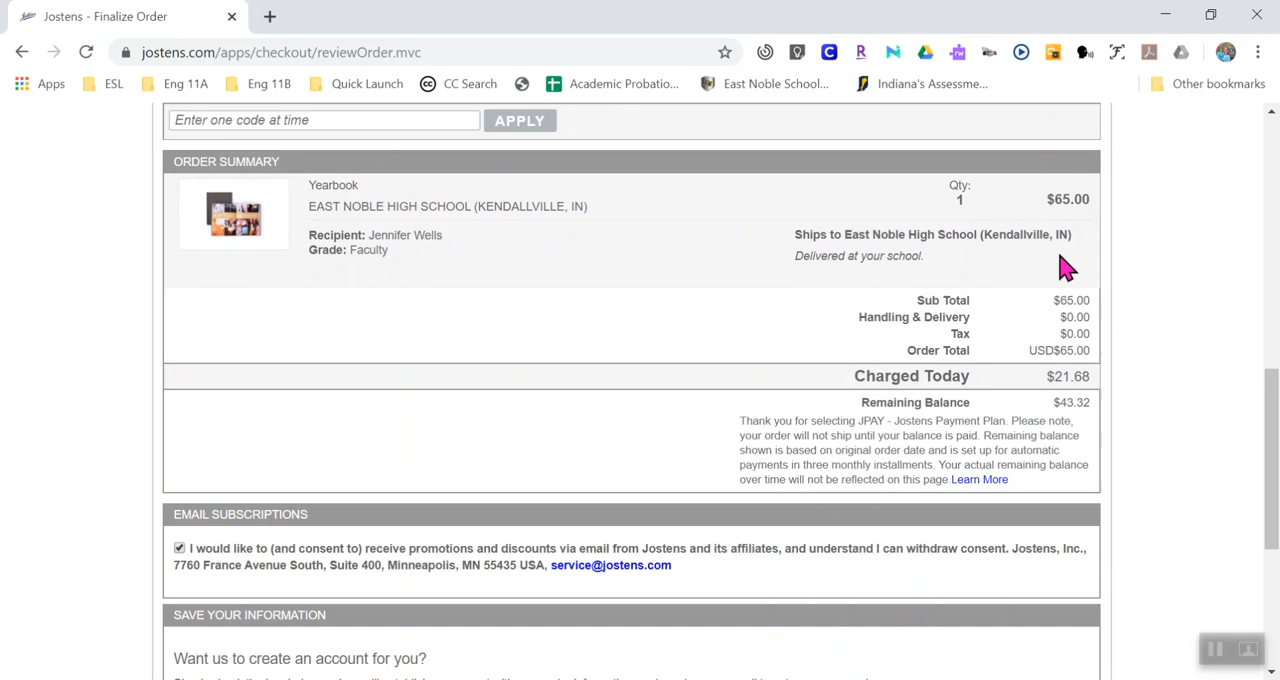 Jostens - Finalize Order
jostens.com/apps/checkout/reviewOrder.mvc
Apps ESL Eng 11A Eng 11B Quick Launch CC Search Academic Probatio... East Noble School... Indiana's Assessme... Other bookmarks
Enter one code at time APPLY
ORDER SUMMARY
Yearbook Qty:
EAST NOBLE HIGH SCHOOL (KENDALLVILLE, IN) 1 $65.00
Recipient: Jennifer Wells Ships to East Noble High School (Kendallville, IN)
Grade: Faculty Delivered at your school.
Sub Total $65.00
Handling & Delivery $0.00
Tax $0.00
Order Total USD$65.00
Charged Today $21.68
Remaining Balance $43.32
Thank you for selecting JPAY - Jostens Payment Plan. Please note,
your order will not ship until your balance is paid. Remaining balance
shown is based on original order date and is set up for automatic
payments in three monthly installments. Your actual remaining balance
over time will not be reflected on this page.Learn More
EMAIL SUBSCRIPTIONS
I would like to (and consent to) receive promotions and discounts via email from Jostens and its affiliates, and understand I can withdraw consent. Jostens, Inc.,
7760 France Avenue South, Suite 400, Minneapolis, MN 55435 USA, service@jostens.com
SAVE YOUR INFORMATION
Want us to create an account for you?